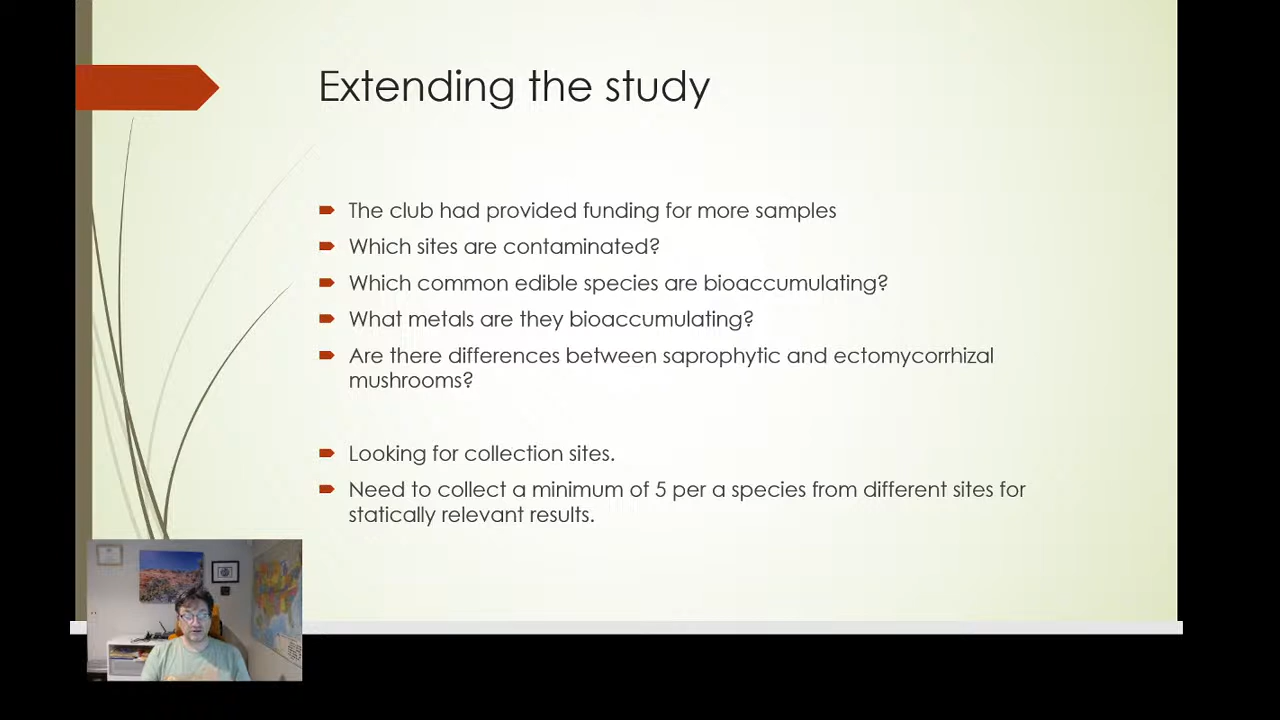 Extending the study
The club had provided funding for more samples
Which sites are contaminated?
Which common edible species are bioaccumulating?
What metals are they bioaccumulating?
Are there differences between saprophytic and ectomycorrhizal
mushrooms?
Looking for collection sites.
Need to collect a minimum of 5 per a species from different sites for
statically relevant results.